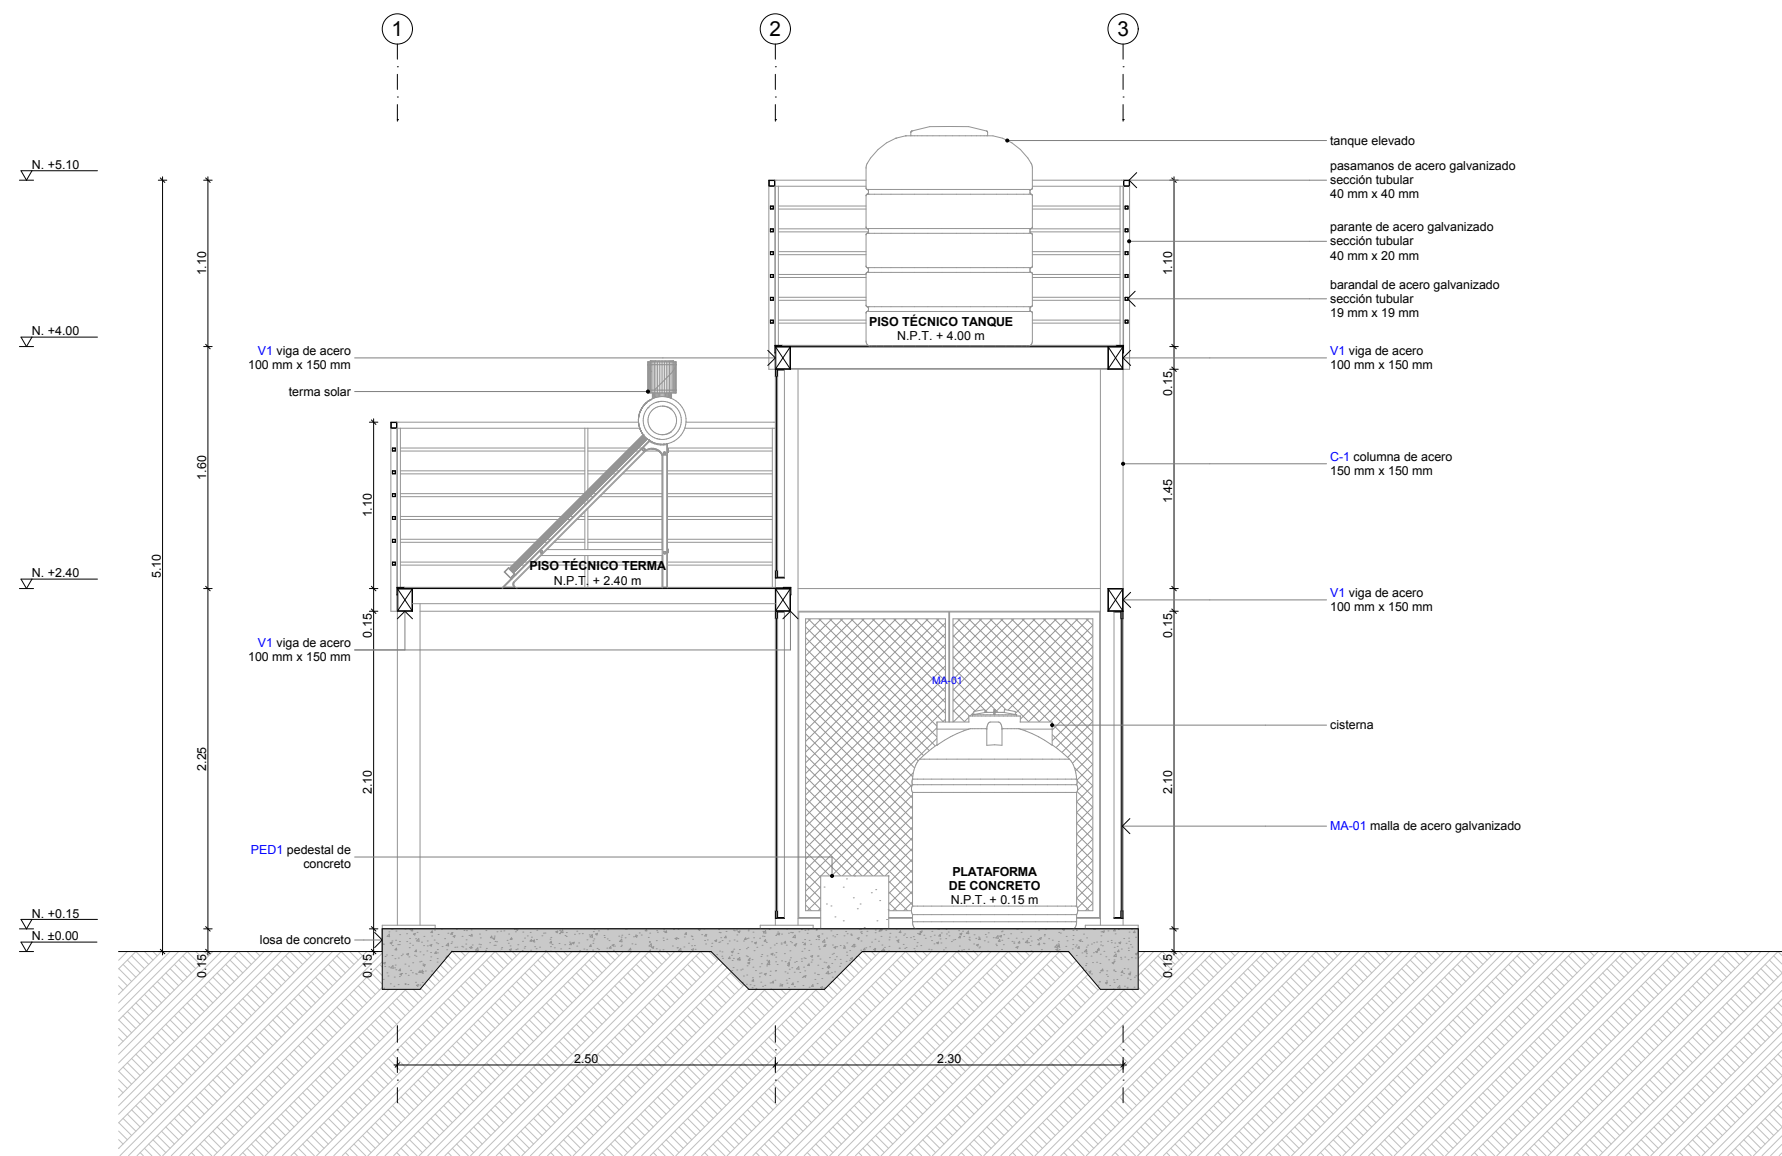 1
2
3
tanque elevado
N. +5.10
pasamanos de acero galvanizado
sección tubular
40 mm x 40 mm
parante de acero galvanizado
sección tubular
40 mm x 20 mm
1.10
1.10
barandal de acero galvanizado
sección tubular
19 mm x 19 mm
PISO TÉCNICO TANQUE
N.P.T. + 4.00 m
N. +4.00
V1 viga de acero
100 mm x 150 mm
V1 viga de acero
100 mm x 150 mm
0.15
terma solar
C-1 columna de acero
150 mm x 150 mm
1.60
1.10
1.45
5.10
PISO TÉCNICO TERMA
N.P.T. + 2.40 m
N. +2.40
V1 viga de acero
100 mm x 150 mm
0.15
0.15
V1 viga de acero
100 mm x 150 mm
MA-01
cisterna
2.25
2.10
2.10
MA-01 malla de acero galvanizado
PED1 pedestal de
concreto
PLATAFORMA
DE CONCRETO
N.P.T. + 0.15 m
N. +0.15
N. ±0.00
losa de concreto
0.15
0.15
0.15
2.50
2.30